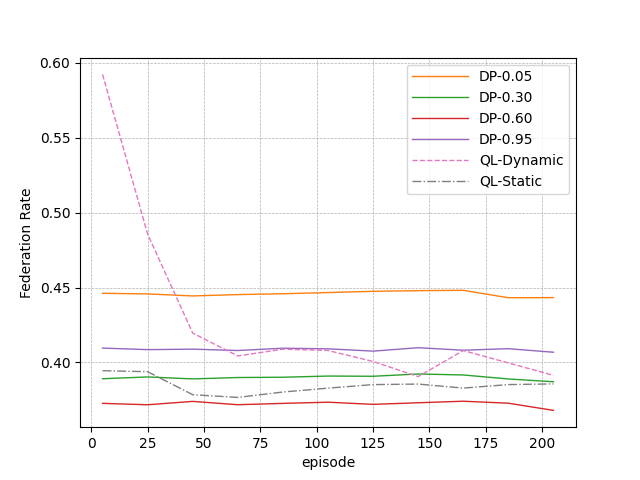 0.60
0.55
0.50
0.45
0.40
Federation Rate
0
25
50
75
100
125
150
175
200
episode
DP-0.05
DP-0.30
DP-0.60
DP-0.95
QL-Dynamic
QL-Static